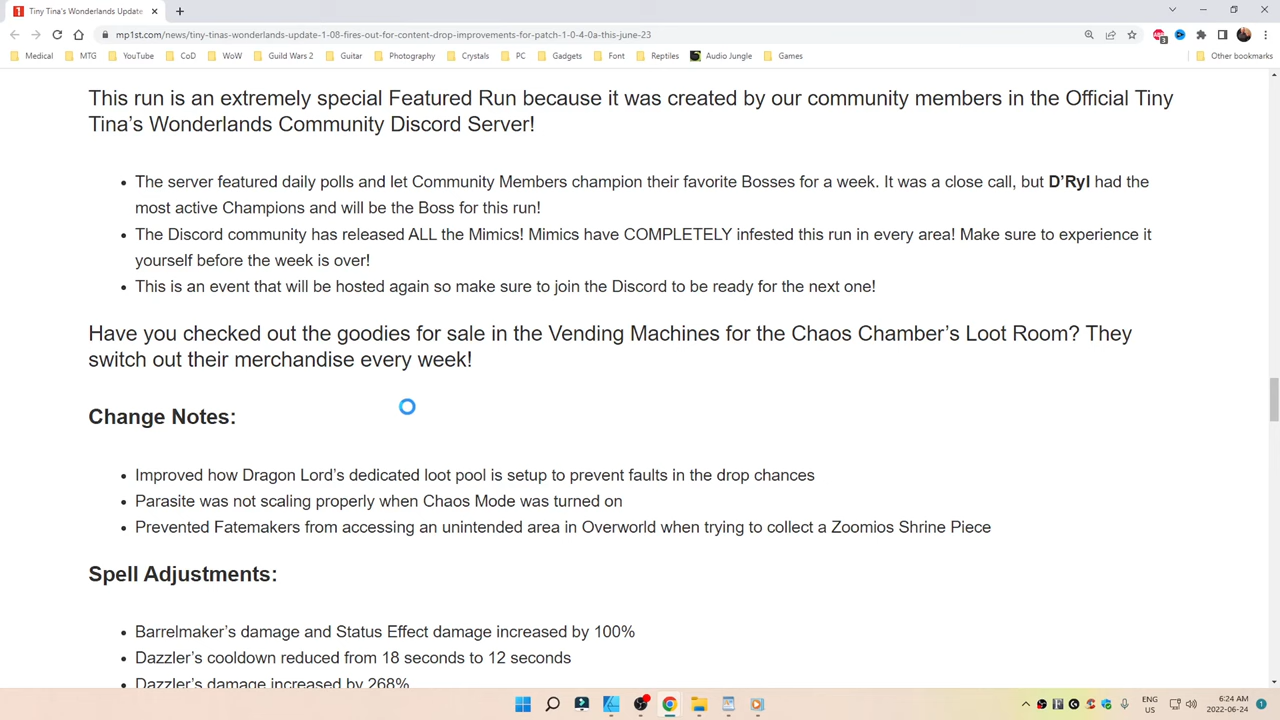 Tiny Tina's Wonderlands Update
mp1st.com/news/tiny-tinas-wonderlands-update-1-08-fires-out-for-content-drop-improvements-for-patch-1-0-4-0a-this-june-23
3
Medical MTG YouTube CoD WoW Guild Wars 2 Guitar Photography Crystals PC Gadgets Font Reptiles Audio Jungle Games Other bookmarks
This run is an extremely special Featured Run because it was created by our community members in the Official Tiny
Tina's Wonderlands Community Discord Server!
• The server featured daily polls and let Community Members champion their favorite Bosses for a week. It was a close call, but D'Ryl had the
most active Champions and will be the Boss for this run!
• The Discord community has released ALL the Mimics! Mimics have COMPLETELY infested this run in every area! Make sure to experience it
yourself before the week is over!
• This is an event that will be hosted again so make sure to join the Discord to be ready for the next one!
Have you checked out the goodies for sale in the Vending Machines for the Chaos Chamber's Loot Room? They
switch out their merchandise every week!
Change Notes:
• Improved how Dragon Lord's dedicated loot pool is setup to prevent faults in the drop chances
• Parasite was not scaling properly when Chaos Mode was turned on
• Prevented Fatemakers from accessing an unintended area in Overworld when trying to collect a Zoomios Shrine Piece
Spell Adjustments:
• Barrelmaker's damage and Status Effect damage increased by 100%
• Dazzler's cooldown reduced from 18 seconds to 12 seconds
• Dazzler's damage increased by 268%
ENG
US
6:24 AM
2022-06-24
1